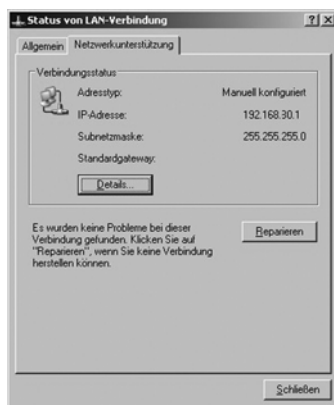 Status von LAN-Verbindung
Allgemein Netzwerkunterstützung
Verbindungsstatus
Adresstyp: Manuell konfiguriert
IP-Adresse: 192.168.30.1
Subnetzmaske: 255.255.255.0
Standardgateway:
Details...
Es wurden keine Probleme bei dieser
Verbindung gefunden. Klicken Sie auf
"Reparieren", wenn Sie keine Verbindung
herstellen können.
Reparieren
Schließen